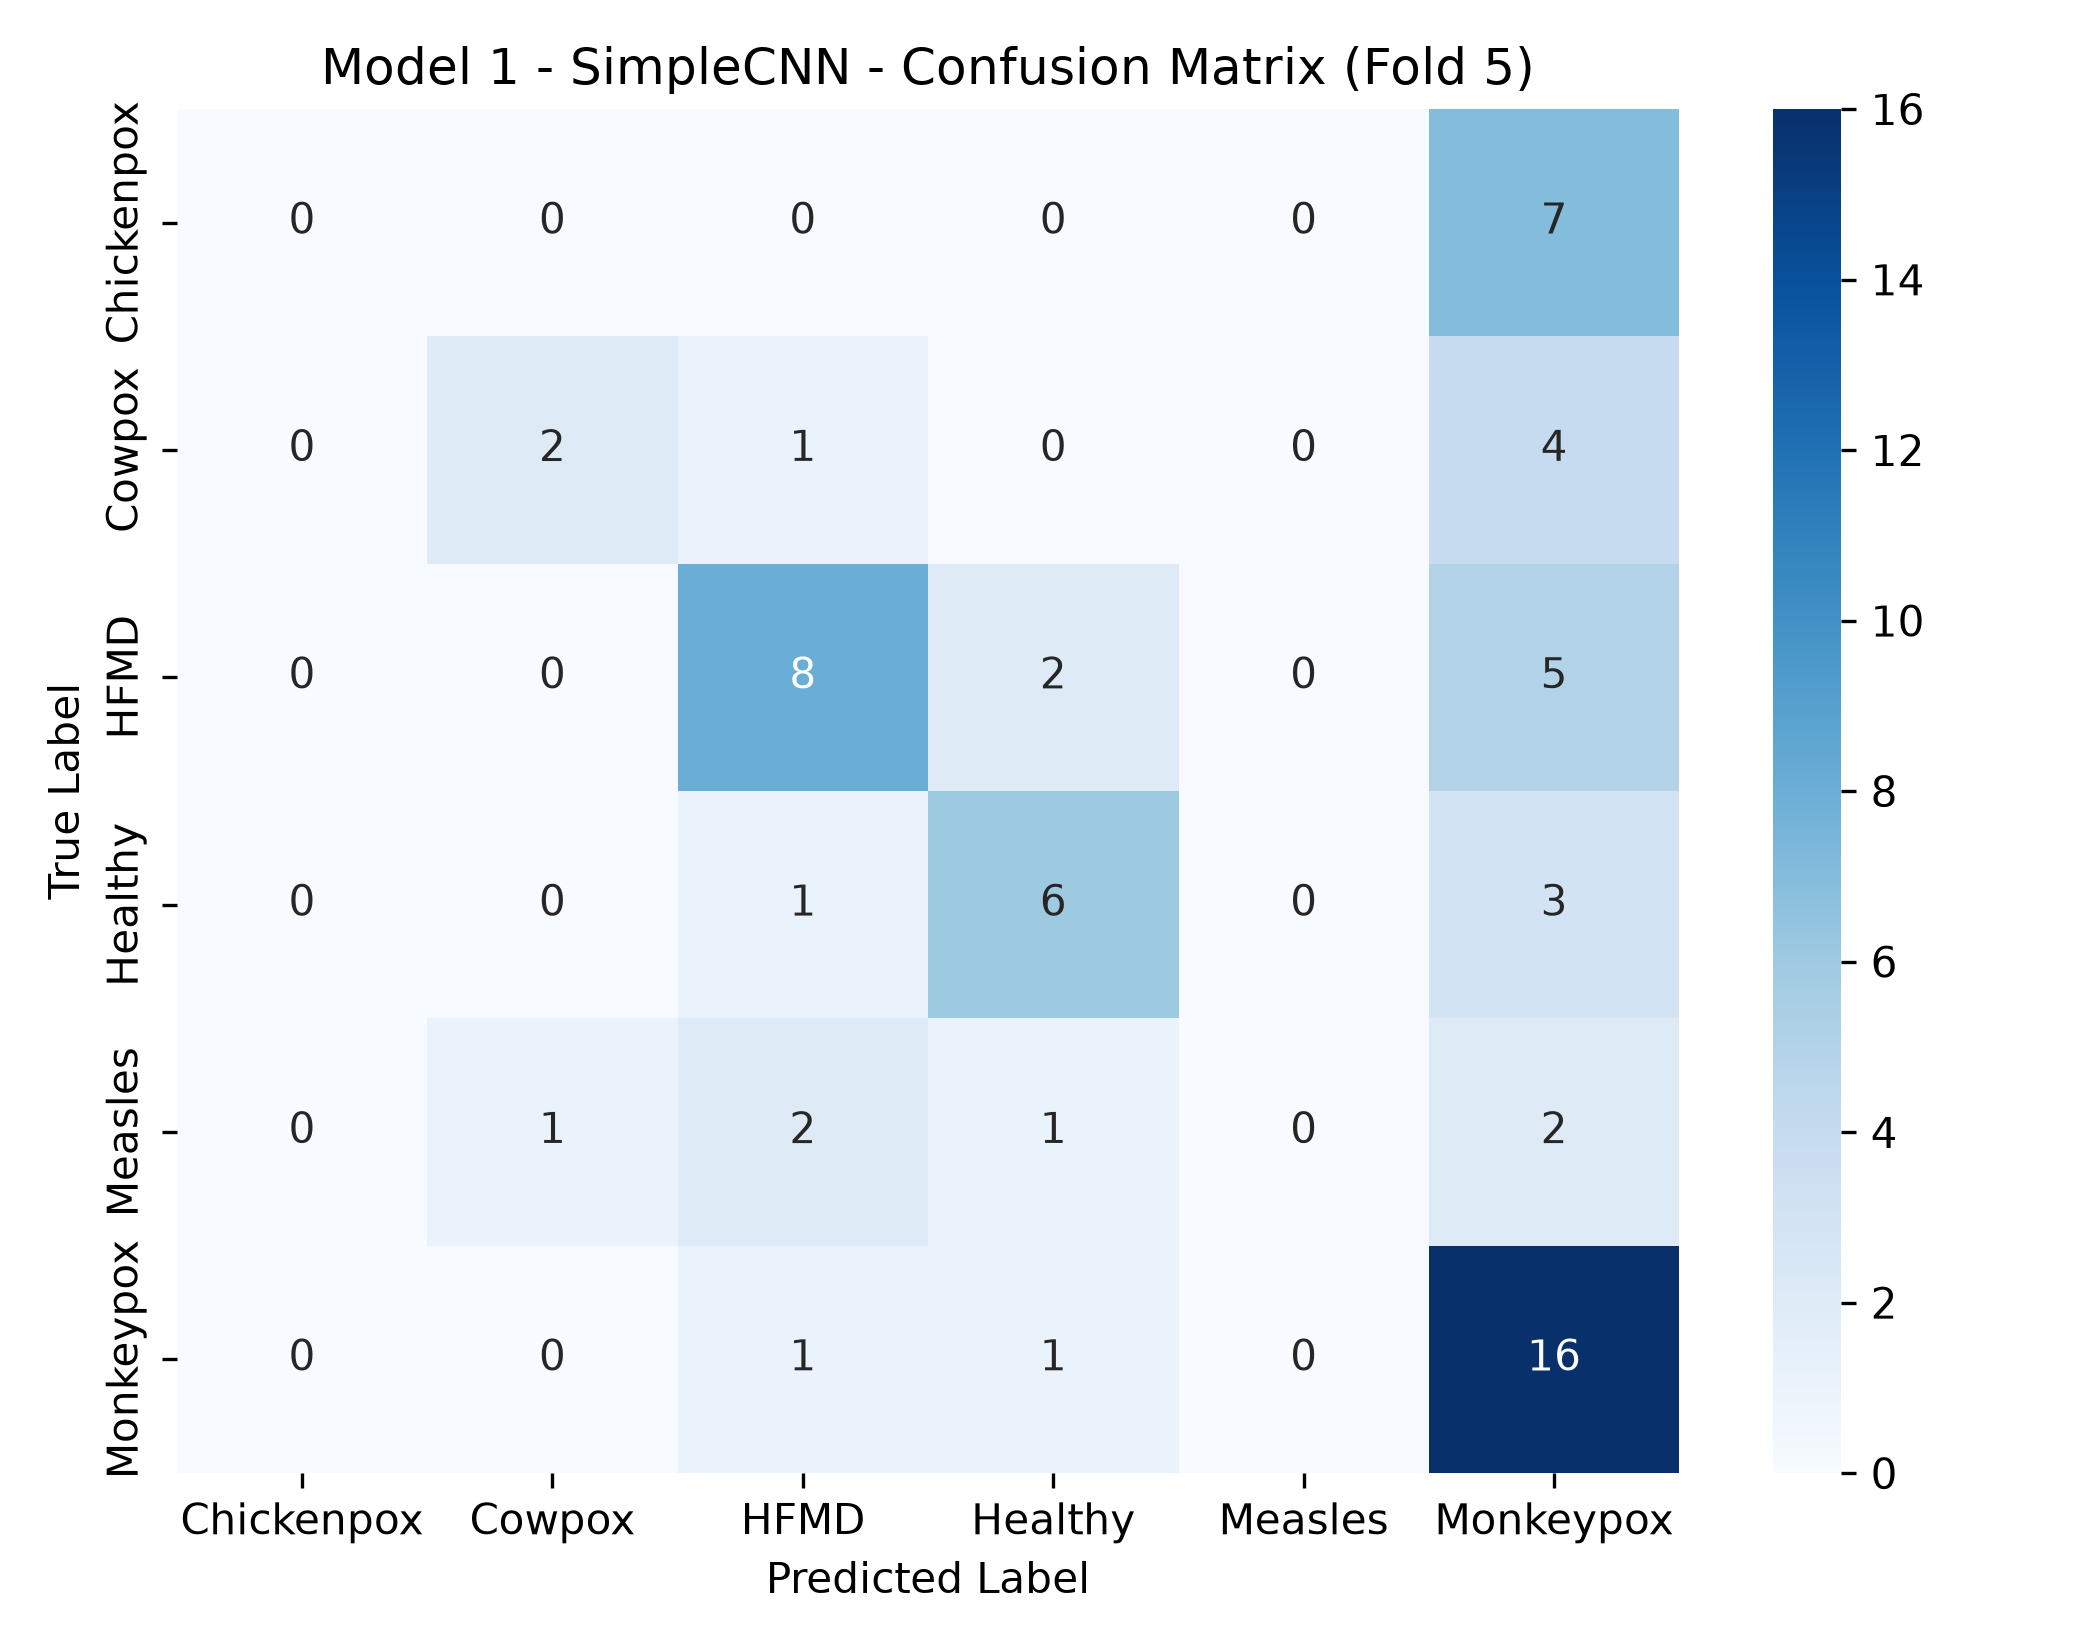 Model 1 - SimpleCNN - Confusion Matrix (Fold 5)
True Label
Chickenpox 0 0 0 0 0 7
Cowpox 0 2 1 0 0 4
HFMD 0 0 8 2 0 5
Healthy 0 0 1 6 0 3
Measles 0 1 2 1 0 2
Monkeypox 0 0 1 1 0 16
Chickenpox Cowpox HFMD Healthy Measles Monkeypox
Predicted Label
16
14
12
10
8
6
4
2
0